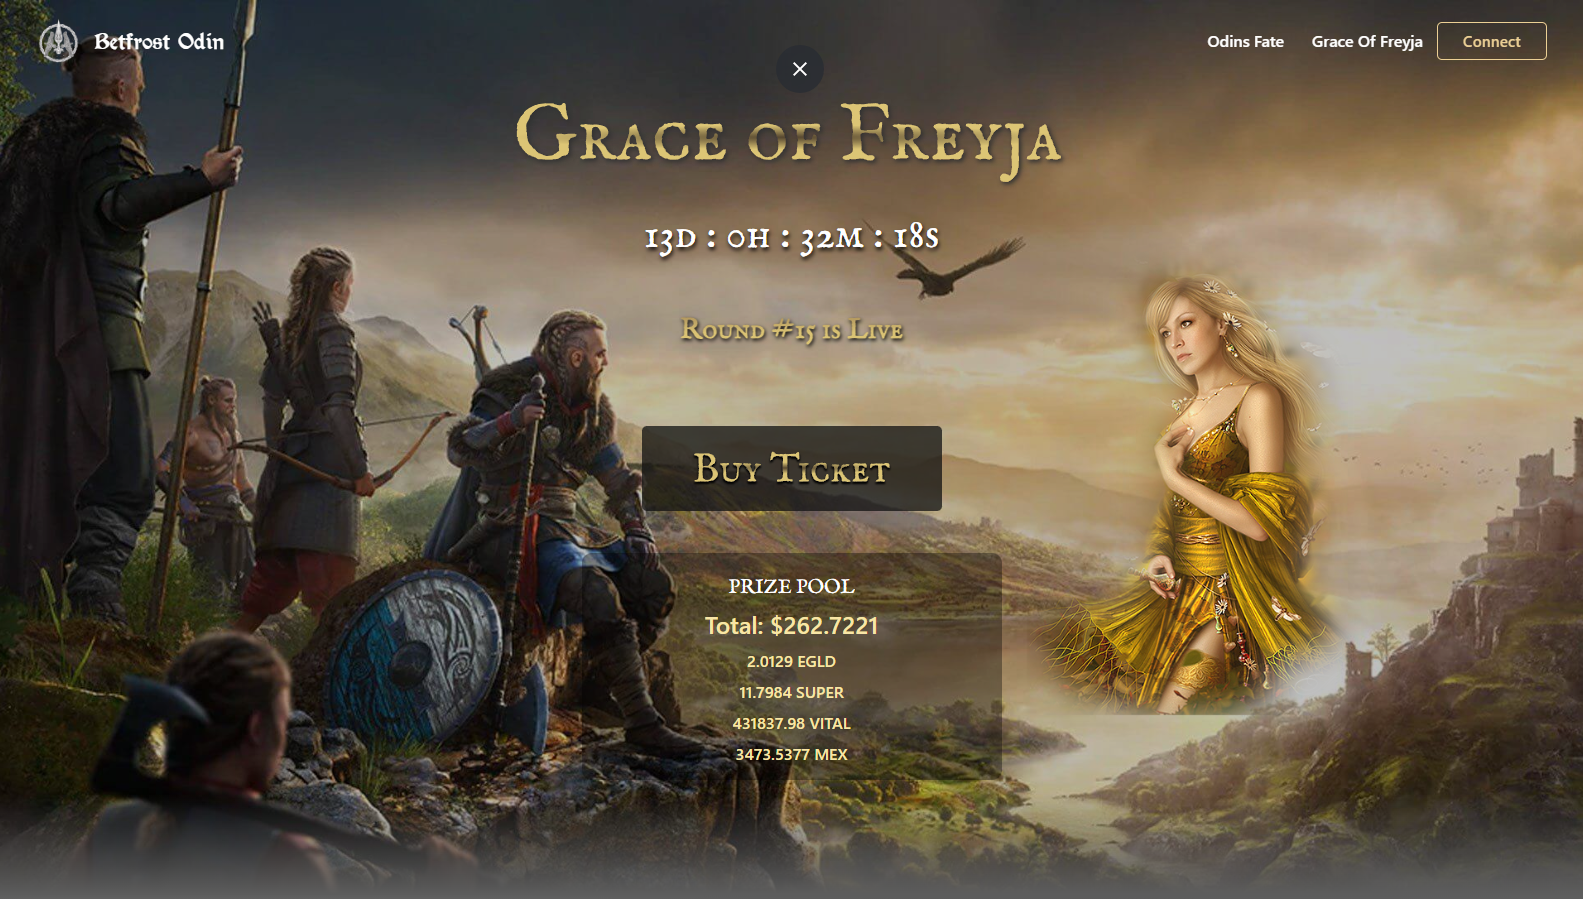 Betfrost Odin
Odins Fate
Grace Of Freyja
Connect
Grace of Freyja
13d : 0h : 32m : 18s
Round #15 is Live
Buy Ticket
PRIZE POOL
Total: $262.7221
2.0129 EGLD
11.7984 SUPER
431837.98 VITAL
3473.5377 MEX